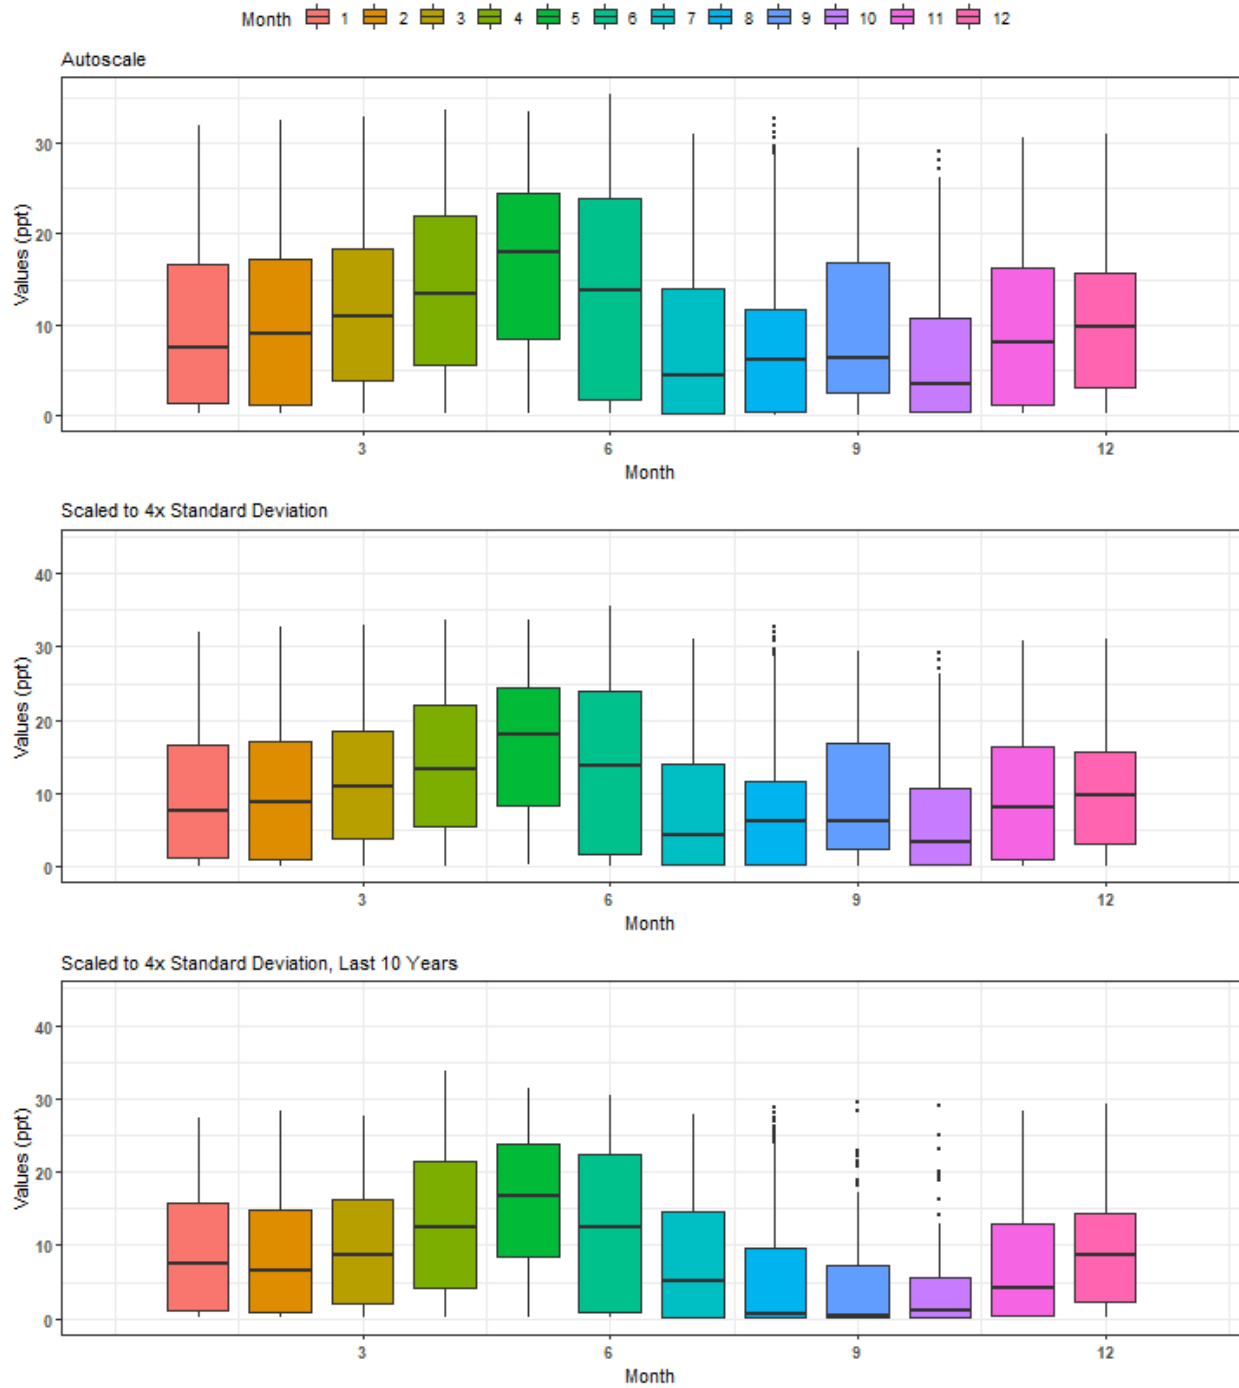 Month 1 2 3 4 5 6 7 8 9 10 11 12
Autoscale
Values (ppt)
30
20
10
0
3 6 9 12
Month
Scaled to 4x Standard Deviation
Values (ppt)
40
30
20
10
0
3 6 9 12
Month
Scaled to 4x Standard Deviation, Last 10 Years
Values (ppt)
40
30
20
10
0
3 6 9 12
Month